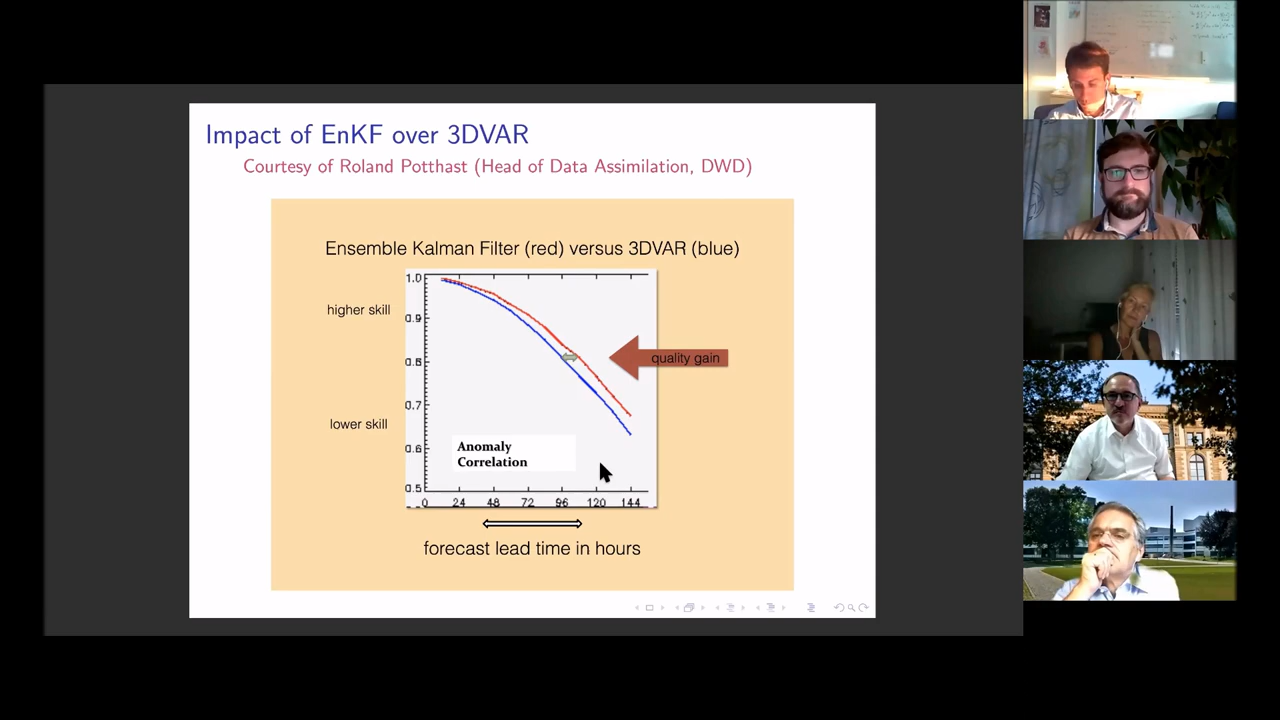 Impact of EnKF over 3DVAR
Courtesy of Roland Potthast (Head of Data Assimilation, DWD)
Ensemble Kalman Filter (red) versus 3DVAR (blue)
1.0
higher skill
0.9
0.8
quality gain
0.7
lower skill
0.6
Anomaly
Correlation
0.5
0 24 48 72 96 120 144
forecast lead time in hours